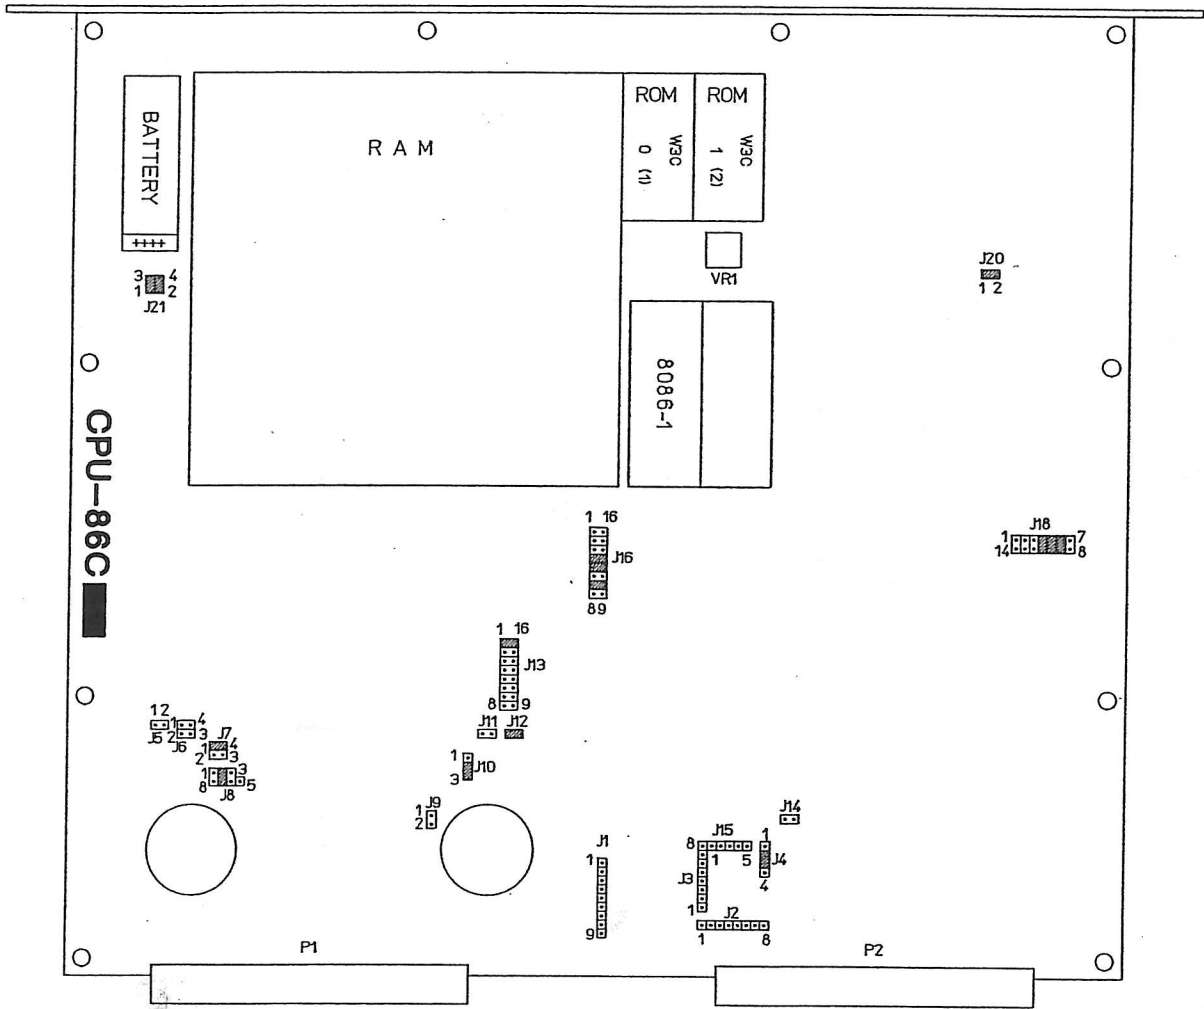 BATTERY
++++
RAM
ROM
W3C
0 (1)
ROM
W3C
1 (2)
VR1
J20
1 2
3 4
1 2
J21
8086-1
CPU-86C
J18
1 7
14 8
1 16
J16
8 9
1 16
J13
8 9
1 2
J5
1 4
2 3
J6
J7
1 4
2 3
1 3
8 5
J8
J11
J12
1
J10
3
J9
1
2
J14
J1
1
9
8
J15
1 5
1
J4
4
J3
1
J2
1 8
P1
P2